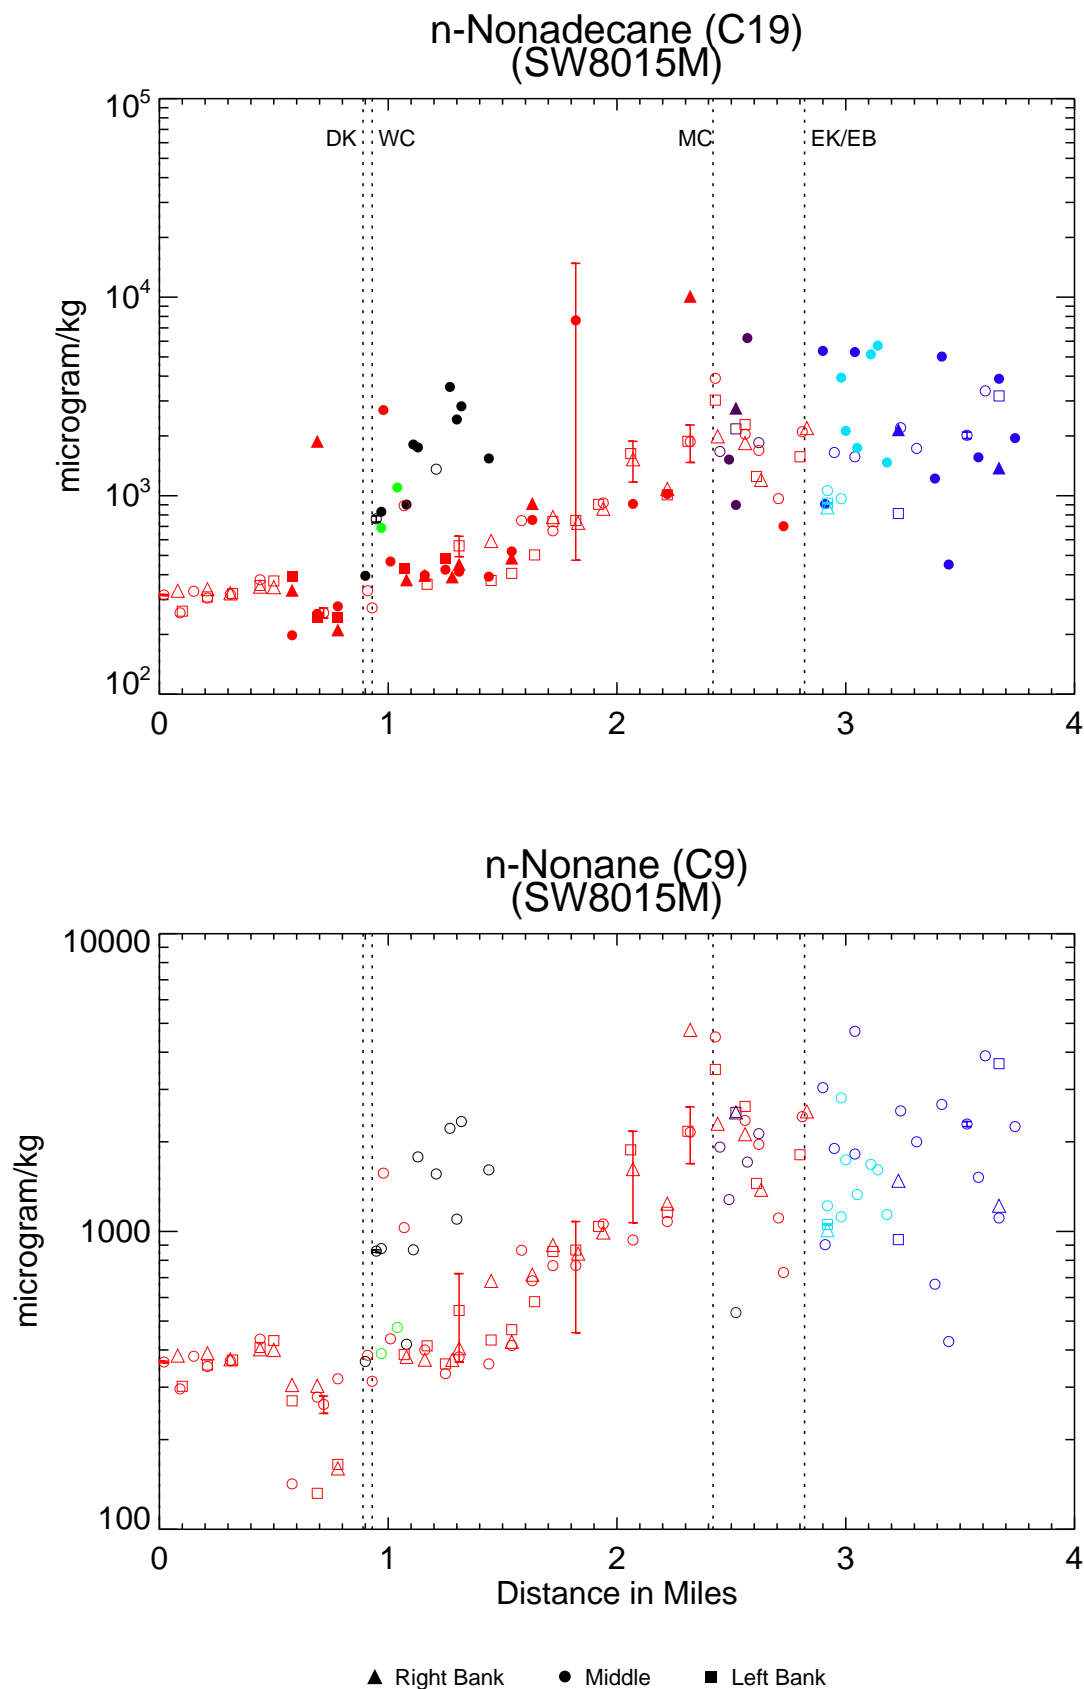 n-Nonadecane (C19)
(SW8015M)
10^5
DK WC MC EK/EB
10^4
microgram/kg
10^3
10^2
0 1 2 3 4
n-Nonane (C9)
(SW8015M)
10000
1000
microgram/kg
100
0 1 2 3 4
Distance in Miles
Right Bank Middle Left Bank